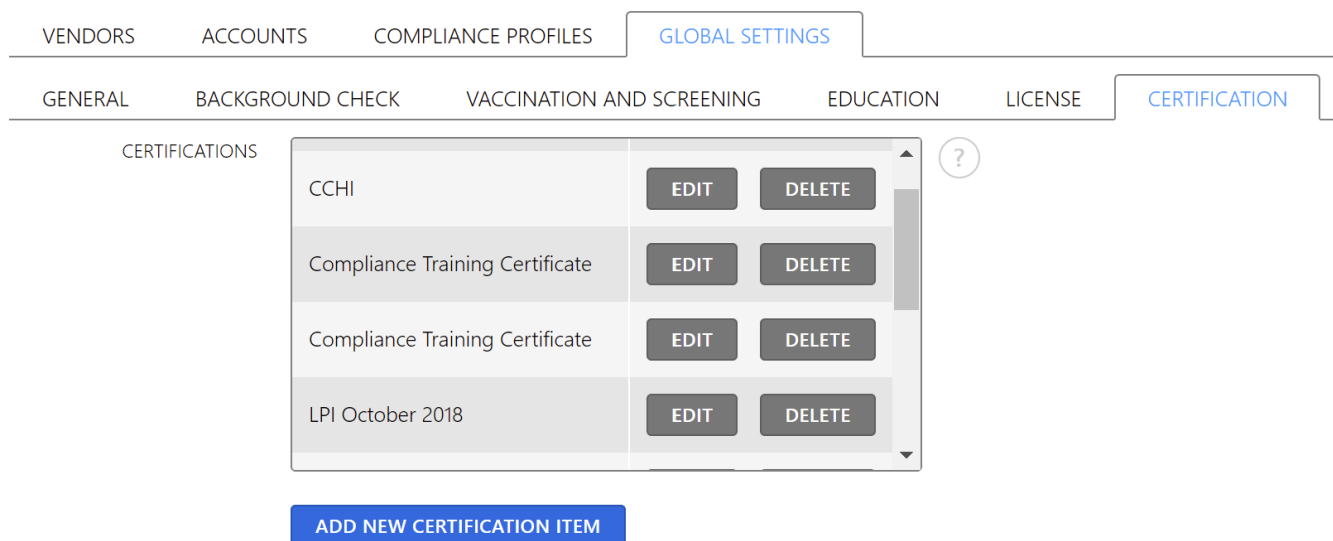 VENDORS ACCOUNTS COMPLIANCE PROFILES GLOBAL SETTINGS
GENERAL BACKGROUND CHECK VACCINATION AND SCREENING EDUCATION LICENSE CERTIFICATION
CERTIFICATIONS ?
CCHI EDIT DELETE
Compliance Training Certificate EDIT DELETE
Compliance Training Certificate EDIT DELETE
LPI October 2018 EDIT DELETE
ADD NEW CERTIFICATION ITEM